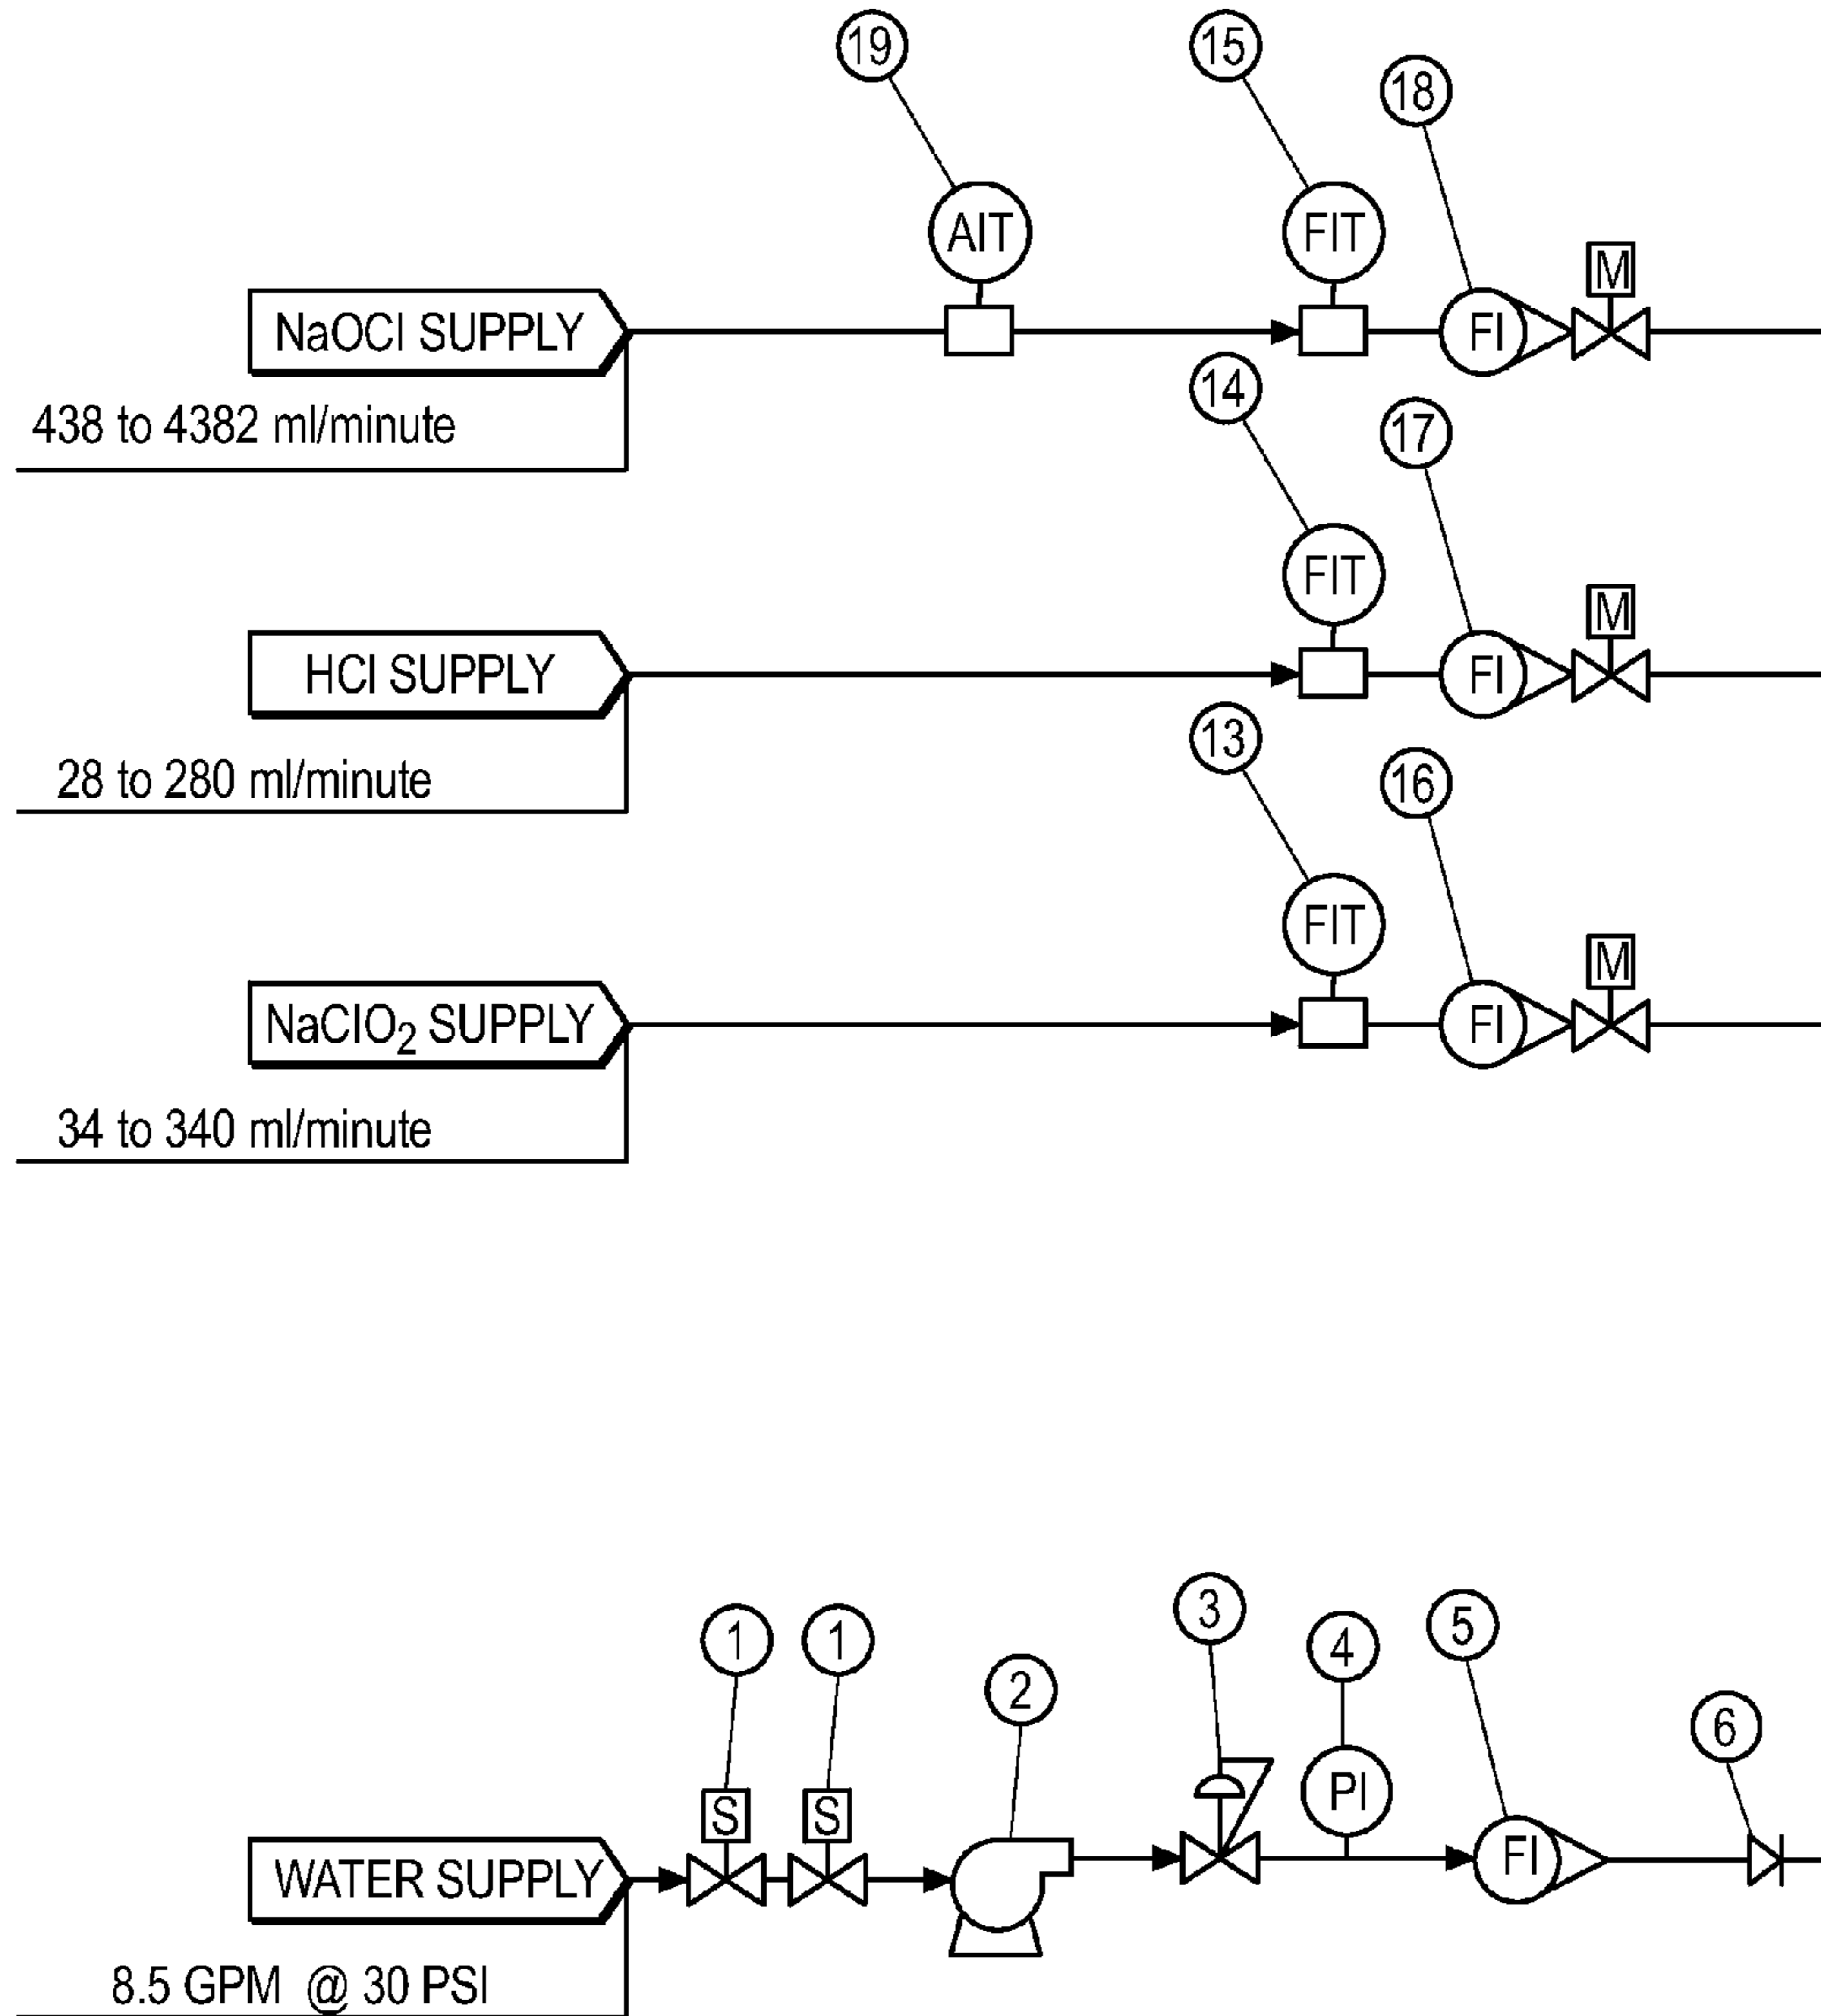 19
15
18
AIT
FIT
M
NaOCl SUPPLY
FI
438 to 4382 ml/minute
14
17
FIT
M
HCl SUPPLY
FI
28 to 280 ml/minute
13
16
FIT
M
NaClO₂ SUPPLY
FI
34 to 340 ml/minute
1
1
2
3
4
5
6
S
S
PI
FI
WATER SUPPLY
8.5 GPM @ 30 PSI